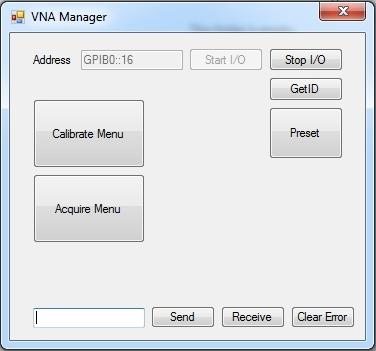 VNA Manager
Address GPIB0::16 Start I/O Stop I/O
GetID
Calibrate Menu Preset
Acquire Menu
Send Receive Clear Error